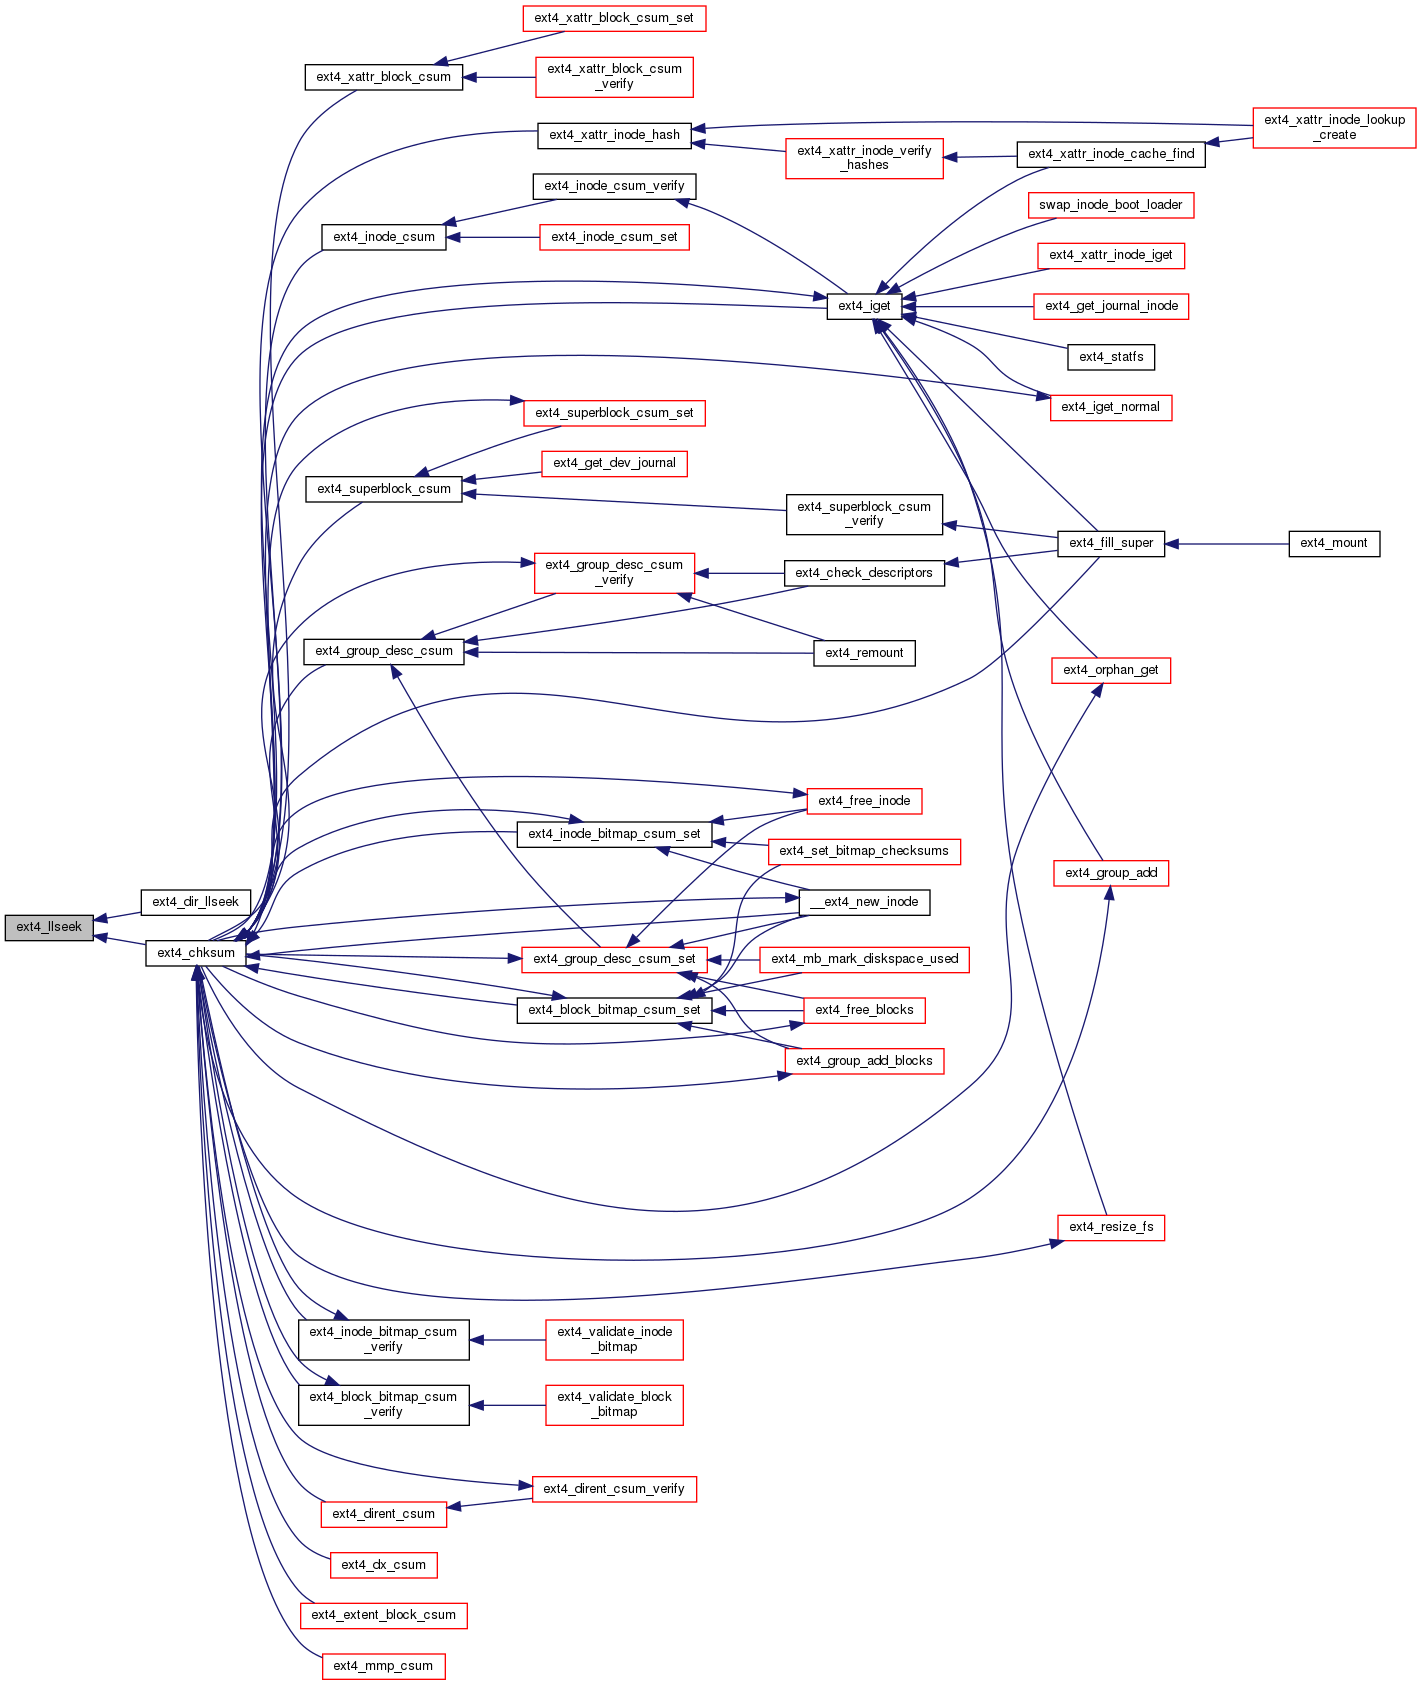 ext4_xattr_block_csum_set
ext4_xattr_block_csum
ext4_xattr_block_csum
_verify
ext4_xattr_inode_hash
ext4_xattr_inode_lookup
_create
ext4_xattr_inode_verify
_hashes
ext4_xattr_inode_cache_find
ext4_inode_csum_verify
swap_inode_boot_loader
ext4_inode_csum
ext4_inode_csum_set
ext4_xattr_inode_iget
ext4_iget
ext4_get_journal_inode
ext4_statfs
ext4_iget_normal
ext4_superblock_csum_set
ext4_get_dev_journal
ext4_superblock_csum
ext4_superblock_csum
_verify
ext4_fill_super
ext4_mount
ext4_group_desc_csum
_verify
ext4_check_descriptors
ext4_group_desc_csum
ext4_remount
ext4_orphan_get
ext4_free_inode
ext4_inode_bitmap_csum_set
ext4_set_bitmap_checksums
ext4_group_add
ext4_dir_llseek
__ext4_new_inode
ext4_llseek
ext4_chksum
ext4_group_desc_csum_set
ext4_mb_mark_diskspace_used
ext4_block_bitmap_csum_set
ext4_free_blocks
ext4_group_add_blocks
ext4_resize_fs
ext4_inode_bitmap_csum
_verify
ext4_validate_inode
_bitmap
ext4_block_bitmap_csum
_verify
ext4_validate_block
_bitmap
ext4_dirent_csum_verify
ext4_dirent_csum
ext4_dx_csum
ext4_extent_block_csum
ext4_mmp_csum